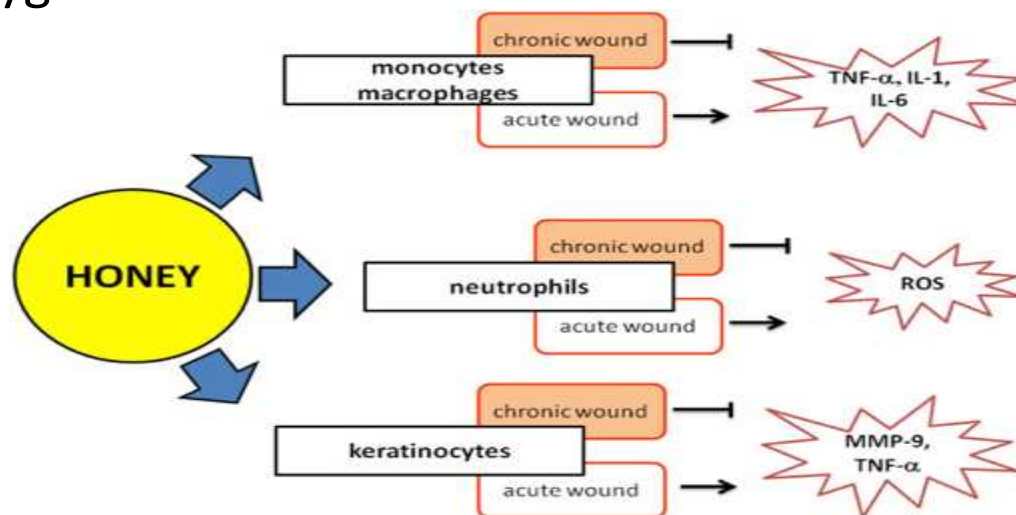 chronic wound
monocytes
macrophages
acute wound
TNF-α, IL-1,
IL-6
HONEY
chronic wound
neutrophils
acute wound
ROS
chronic wound
keratinocytes
acute wound
MMP-9,
TNF-α